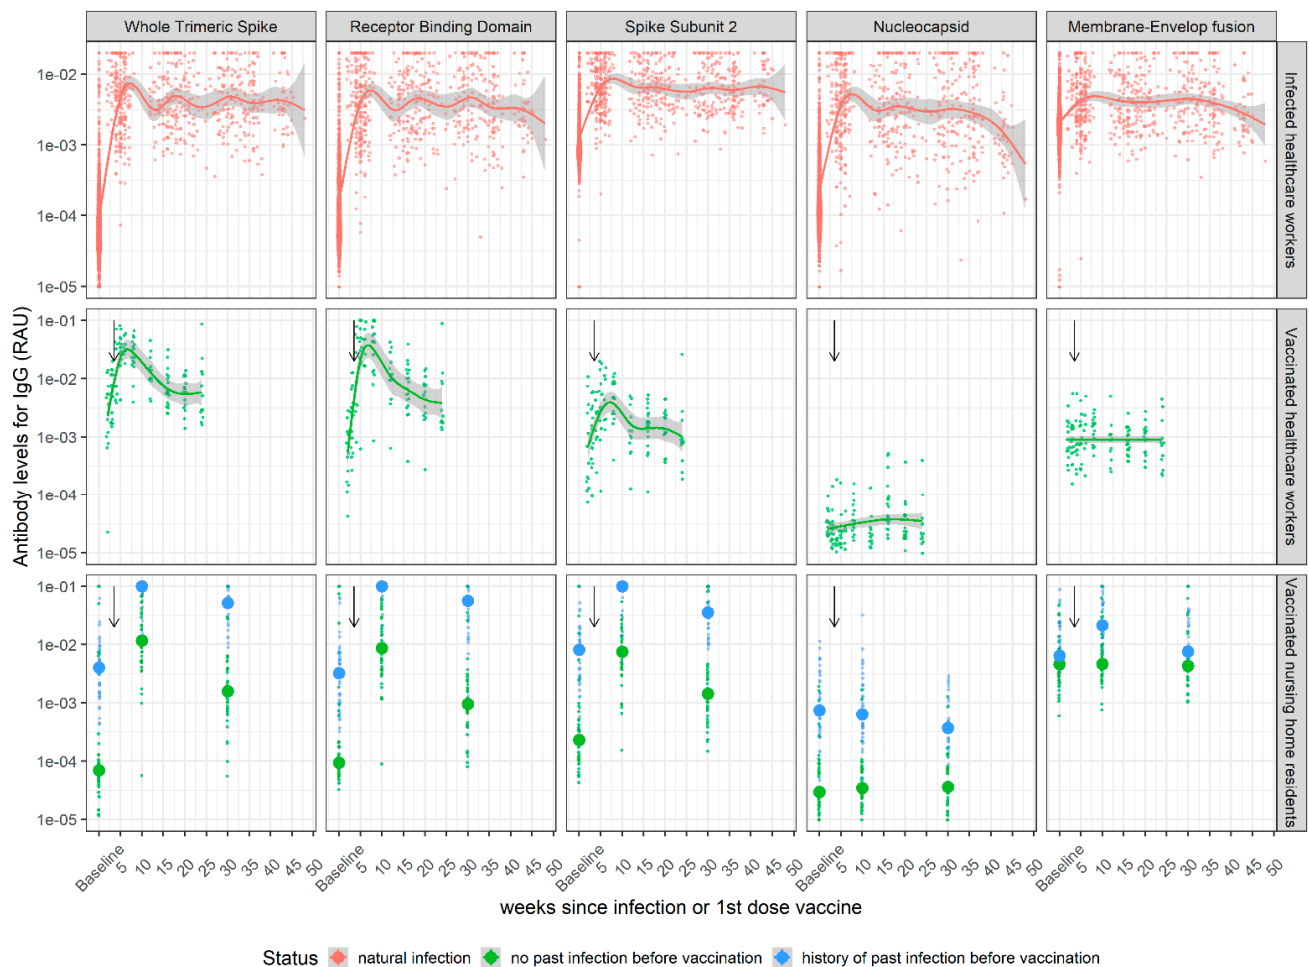 Whole Trimeric Spike
Receptor Binding Domain
Spike Subunit 2
Nucleocapsid
Membrane-Envelop fusion
Antibody levels for IgG (RAU)
1e-02
1e-03
1e-04
1e-05
Infected healthcare workers
1e-01
1e-02
1e-03
1e-04
1e-05
Vaccinated healthcare workers
1e-01
1e-02
1e-03
1e-04
1e-05
Vaccinated nursing home residents
Baseline 5 10 15 20 25 30 35 40 45 50
Baseline 5 10 15 20 25 30 35 40 45 50
Baseline 5 10 15 20 25 30 35 40 45 50
Baseline 5 10 15 20 25 30 35 40 45 50
Baseline 5 10 15 20 25 30 35 40 45 50
weeks since infection or 1st dose vaccine
Status natural infection no past infection before vaccination history of past infection before vaccination